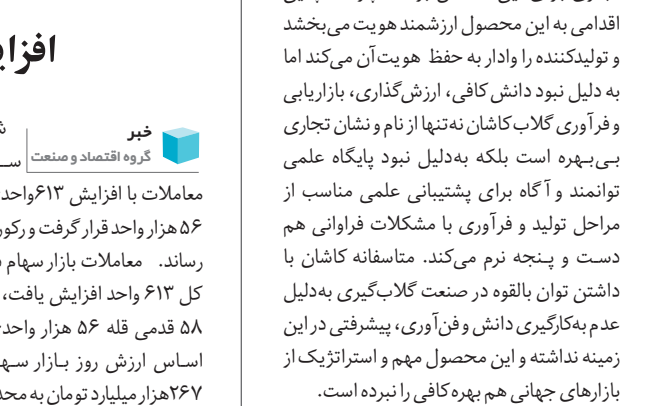 اقدامی به این محصول ارزشمند هویت می‌بخشد
و تولیدکننده را وادار به حفظ هویت آن می‌کند اما
به دلیل نبود دانش کافی، ارزش‌گذاری، بازاریابی
و فرآوری گلاب کاشان نه‌تنها از نام و نشان تجاری
بی‌بهره است بلکه به‌دلیل نبود پایگاه علمی
توانمند و آگاه برای پشتیبانی علمی مناسب از
مراحل تولید و فرآوری با مشکلات فراوانی هم
دست و پنجه نرم می‌کند. متاسفانه کاشان با
داشتن توان بالقوه در صنعت گلاب‌گیری به‌دلیل
عدم به‌کارگیری دانش و فن‌آوری، پیشرفتی در این
زمینه نداشته و این محصول مهم و استراتژیک از
بازارهای جهانی هم بهره کافی را نبرده است.
خبر
گروه اقتصاد و صنعت
معاملات با افزایش ۶۱۳واحد
۵۶ هزار واحد قرار گرفت و رکور
رساند. معاملات بازار سهام
کل ۶۱۳ واحد افزایش یافت،
۵۸ قدمی قله ۵۶ هزار واحد
اساس ارزش روز بازار سه
۲۶۷هزار میلیارد تومان به محد